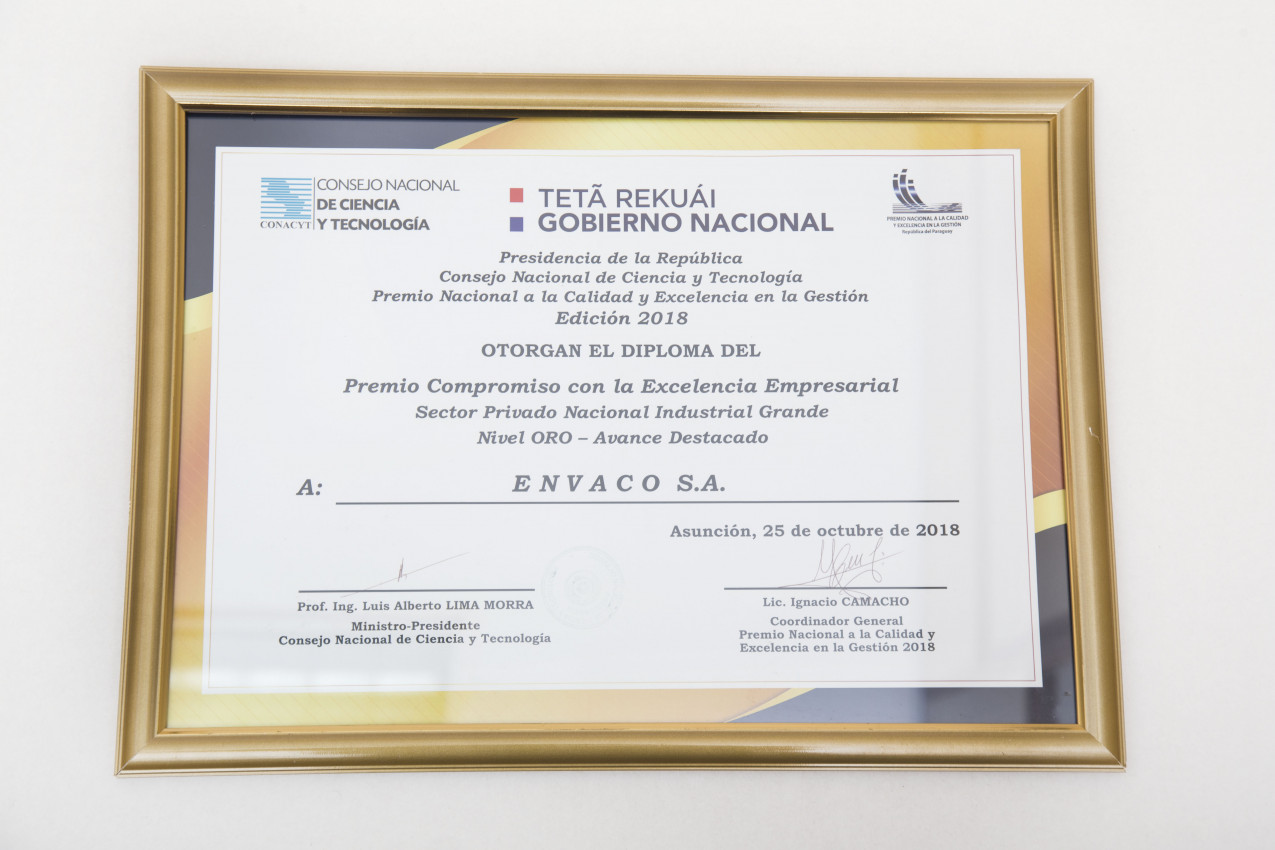 CONSEJO NACIONAL
DE CIENCIA
Y TECNOLOGÍA
CONACYT
TETÃ REKUÁI
GOBIERNO NACIONAL
PREMIO NACIONAL A LA CALIDAD
Y EXCELENCIA EN LA GESTIÓN
República del Paraguay
Presidencia de la República
Consejo Nacional de Ciencia y Tecnología
Premio Nacional a la Calidad y Excelencia en la Gestión
Edición 2018
OTORGAN EL DIPLOMA DEL
Premio Compromiso con la Excelencia Empresarial
Sector Privado Nacional Industrial Grande
Nivel ORO – Avance Destacado
A: ENVACO S.A.
Asunción, 25 de octubre de 2018
Prof. Ing. Luis Alberto LIMA MORRA
Ministro-Presidente
Consejo Nacional de Ciencia y Tecnología
Lic. Ignacio CAMACHO
Coordinador General
Premio Nacional a la Calidad y
Excelencia en la Gestión 2018